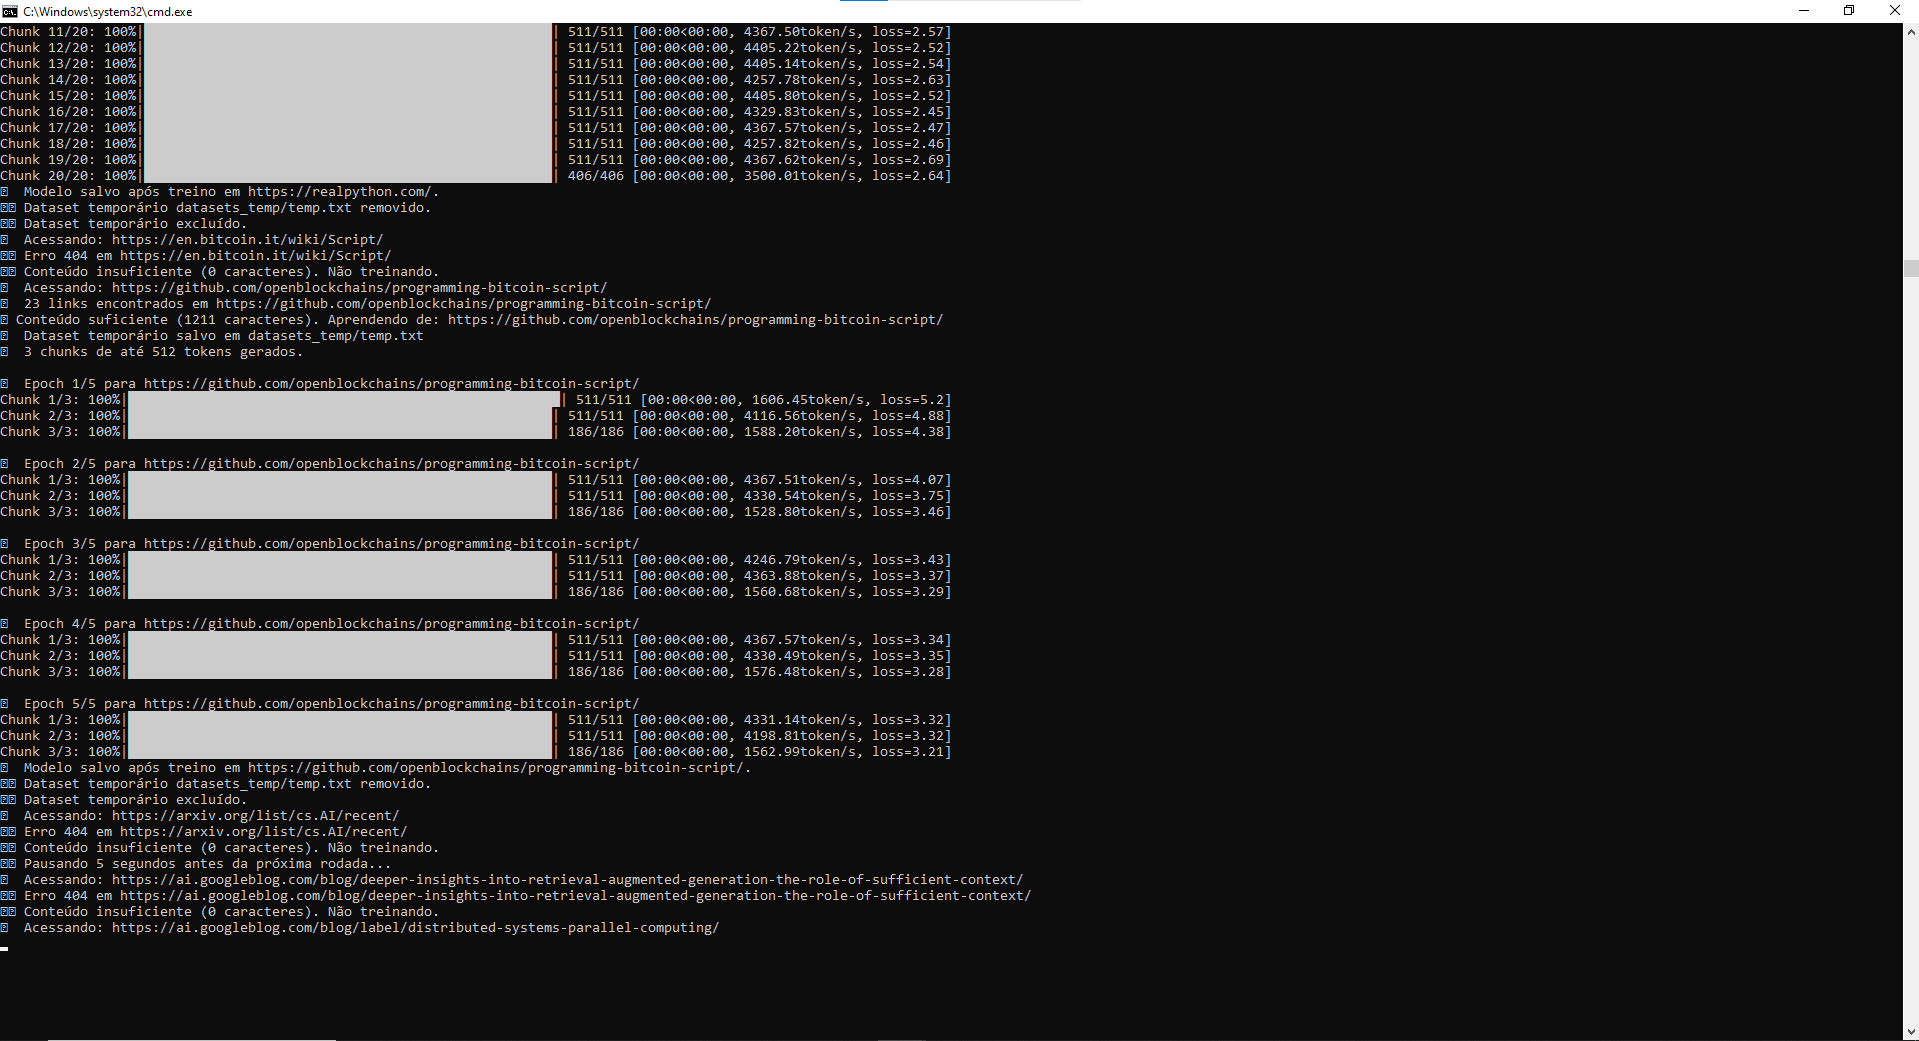 C:\Windows\system32\cmd.exe
Chunk 11/20: 100%| | 511/511 [00:00<00:00, 4367.50token/s, loss=2.57]
Chunk 12/20: 100%| | 511/511 [00:00<00:00, 4405.22token/s, loss=2.52]
Chunk 13/20: 100%| | 511/511 [00:00<00:00, 4405.14token/s, loss=2.54]
Chunk 14/20: 100%| | 511/511 [00:00<00:00, 4257.78token/s, loss=2.63]
Chunk 15/20: 100%| | 511/511 [00:00<00:00, 4405.80token/s, loss=2.52]
Chunk 16/20: 100%| | 511/511 [00:00<00:00, 4329.83token/s, loss=2.45]
Chunk 17/20: 100%| | 511/511 [00:00<00:00, 4367.57token/s, loss=2.47]
Chunk 18/20: 100%| | 511/511 [00:00<00:00, 4257.82token/s, loss=2.46]
Chunk 19/20: 100%| | 511/511 [00:00<00:00, 4367.62token/s, loss=2.69]
Chunk 20/20: 100%| | 406/406 [00:00<00:00, 3500.01token/s, loss=2.64]
Modelo salvo após treino em https://realpython.com/.
Dataset temporário datasets_temp/temp.txt removido.
Dataset temporário excluído.
Acessando: https://en.bitcoin.it/wiki/Script/
Erro 404 em https://en.bitcoin.it/wiki/Script/
Conteúdo insuficiente (0 caracteres). Não treinando.
Acessando: https://github.com/openblockchains/programming-bitcoin-script/
23 links encontrados em https://github.com/openblockchains/programming-bitcoin-script/
Conteúdo suficiente (1211 caracteres). Aprendendo de: https://github.com/openblockchains/programming-bitcoin-script/
Dataset temporário salvo em datasets_temp/temp.txt
3 chunks de até 512 tokens gerados.
Epoch 1/5 para https://github.com/openblockchains/programming-bitcoin-script/
Chunk 1/3: 100%| | 511/511 [00:00<00:00, 1606.45token/s, loss=5.2]
Chunk 2/3: 100%| | 511/511 [00:00<00:00, 4116.56token/s, loss=4.88]
Chunk 3/3: 100%| | 186/186 [00:00<00:00, 1588.20token/s, loss=4.38]
Epoch 2/5 para https://github.com/openblockchains/programming-bitcoin-script/
Chunk 1/3: 100%| | 511/511 [00:00<00:00, 4367.51token/s, loss=4.07]
Chunk 2/3: 100%| | 511/511 [00:00<00:00, 4330.54token/s, loss=3.75]
Chunk 3/3: 100%| | 186/186 [00:00<00:00, 1528.80token/s, loss=3.46]
Epoch 3/5 para https://github.com/openblockchains/programming-bitcoin-script/
Chunk 1/3: 100%| | 511/511 [00:00<00:00, 4246.79token/s, loss=3.43]
Chunk 2/3: 100%| | 511/511 [00:00<00:00, 4363.88token/s, loss=3.37]
Chunk 3/3: 100%| | 186/186 [00:00<00:00, 1560.68token/s, loss=3.29]
Epoch 4/5 para https://github.com/openblockchains/programming-bitcoin-script/
Chunk 1/3: 100%| | 511/511 [00:00<00:00, 4367.57token/s, loss=3.34]
Chunk 2/3: 100%| | 511/511 [00:00<00:00, 4330.49token/s, loss=3.35]
Chunk 3/3: 100%| | 186/186 [00:00<00:00, 1576.48token/s, loss=3.28]
Epoch 5/5 para https://github.com/openblockchains/programming-bitcoin-script/
Chunk 1/3: 100%| | 511/511 [00:00<00:00, 4331.14token/s, loss=3.32]
Chunk 2/3: 100%| | 511/511 [00:00<00:00, 4198.81token/s, loss=3.32]
Chunk 3/3: 100%| | 186/186 [00:00<00:00, 1562.99token/s, loss=3.21]
Modelo salvo após treino em https://github.com/openblockchains/programming-bitcoin-script/.
Dataset temporário datasets_temp/temp.txt removido.
Dataset temporário excluído.
Acessando: https://arxiv.org/list/cs.AI/recent/
Erro 404 em https://arxiv.org/list/cs.AI/recent/
Conteúdo insuficiente (0 caracteres). Não treinando.
Pausando 5 segundos antes da próxima rodada...
Acessando: https://ai.googleblog.com/blog/deeper-insights-into-retrieval-augmented-generation-the-role-of-sufficient-context/
Erro 404 em https://ai.googleblog.com/blog/deeper-insights-into-retrieval-augmented-generation-the-role-of-sufficient-context/
Conteúdo insuficiente (0 caracteres). Não treinando.
Acessando: https://ai.googleblog.com/blog/label/distributed-systems-parallel-computing/